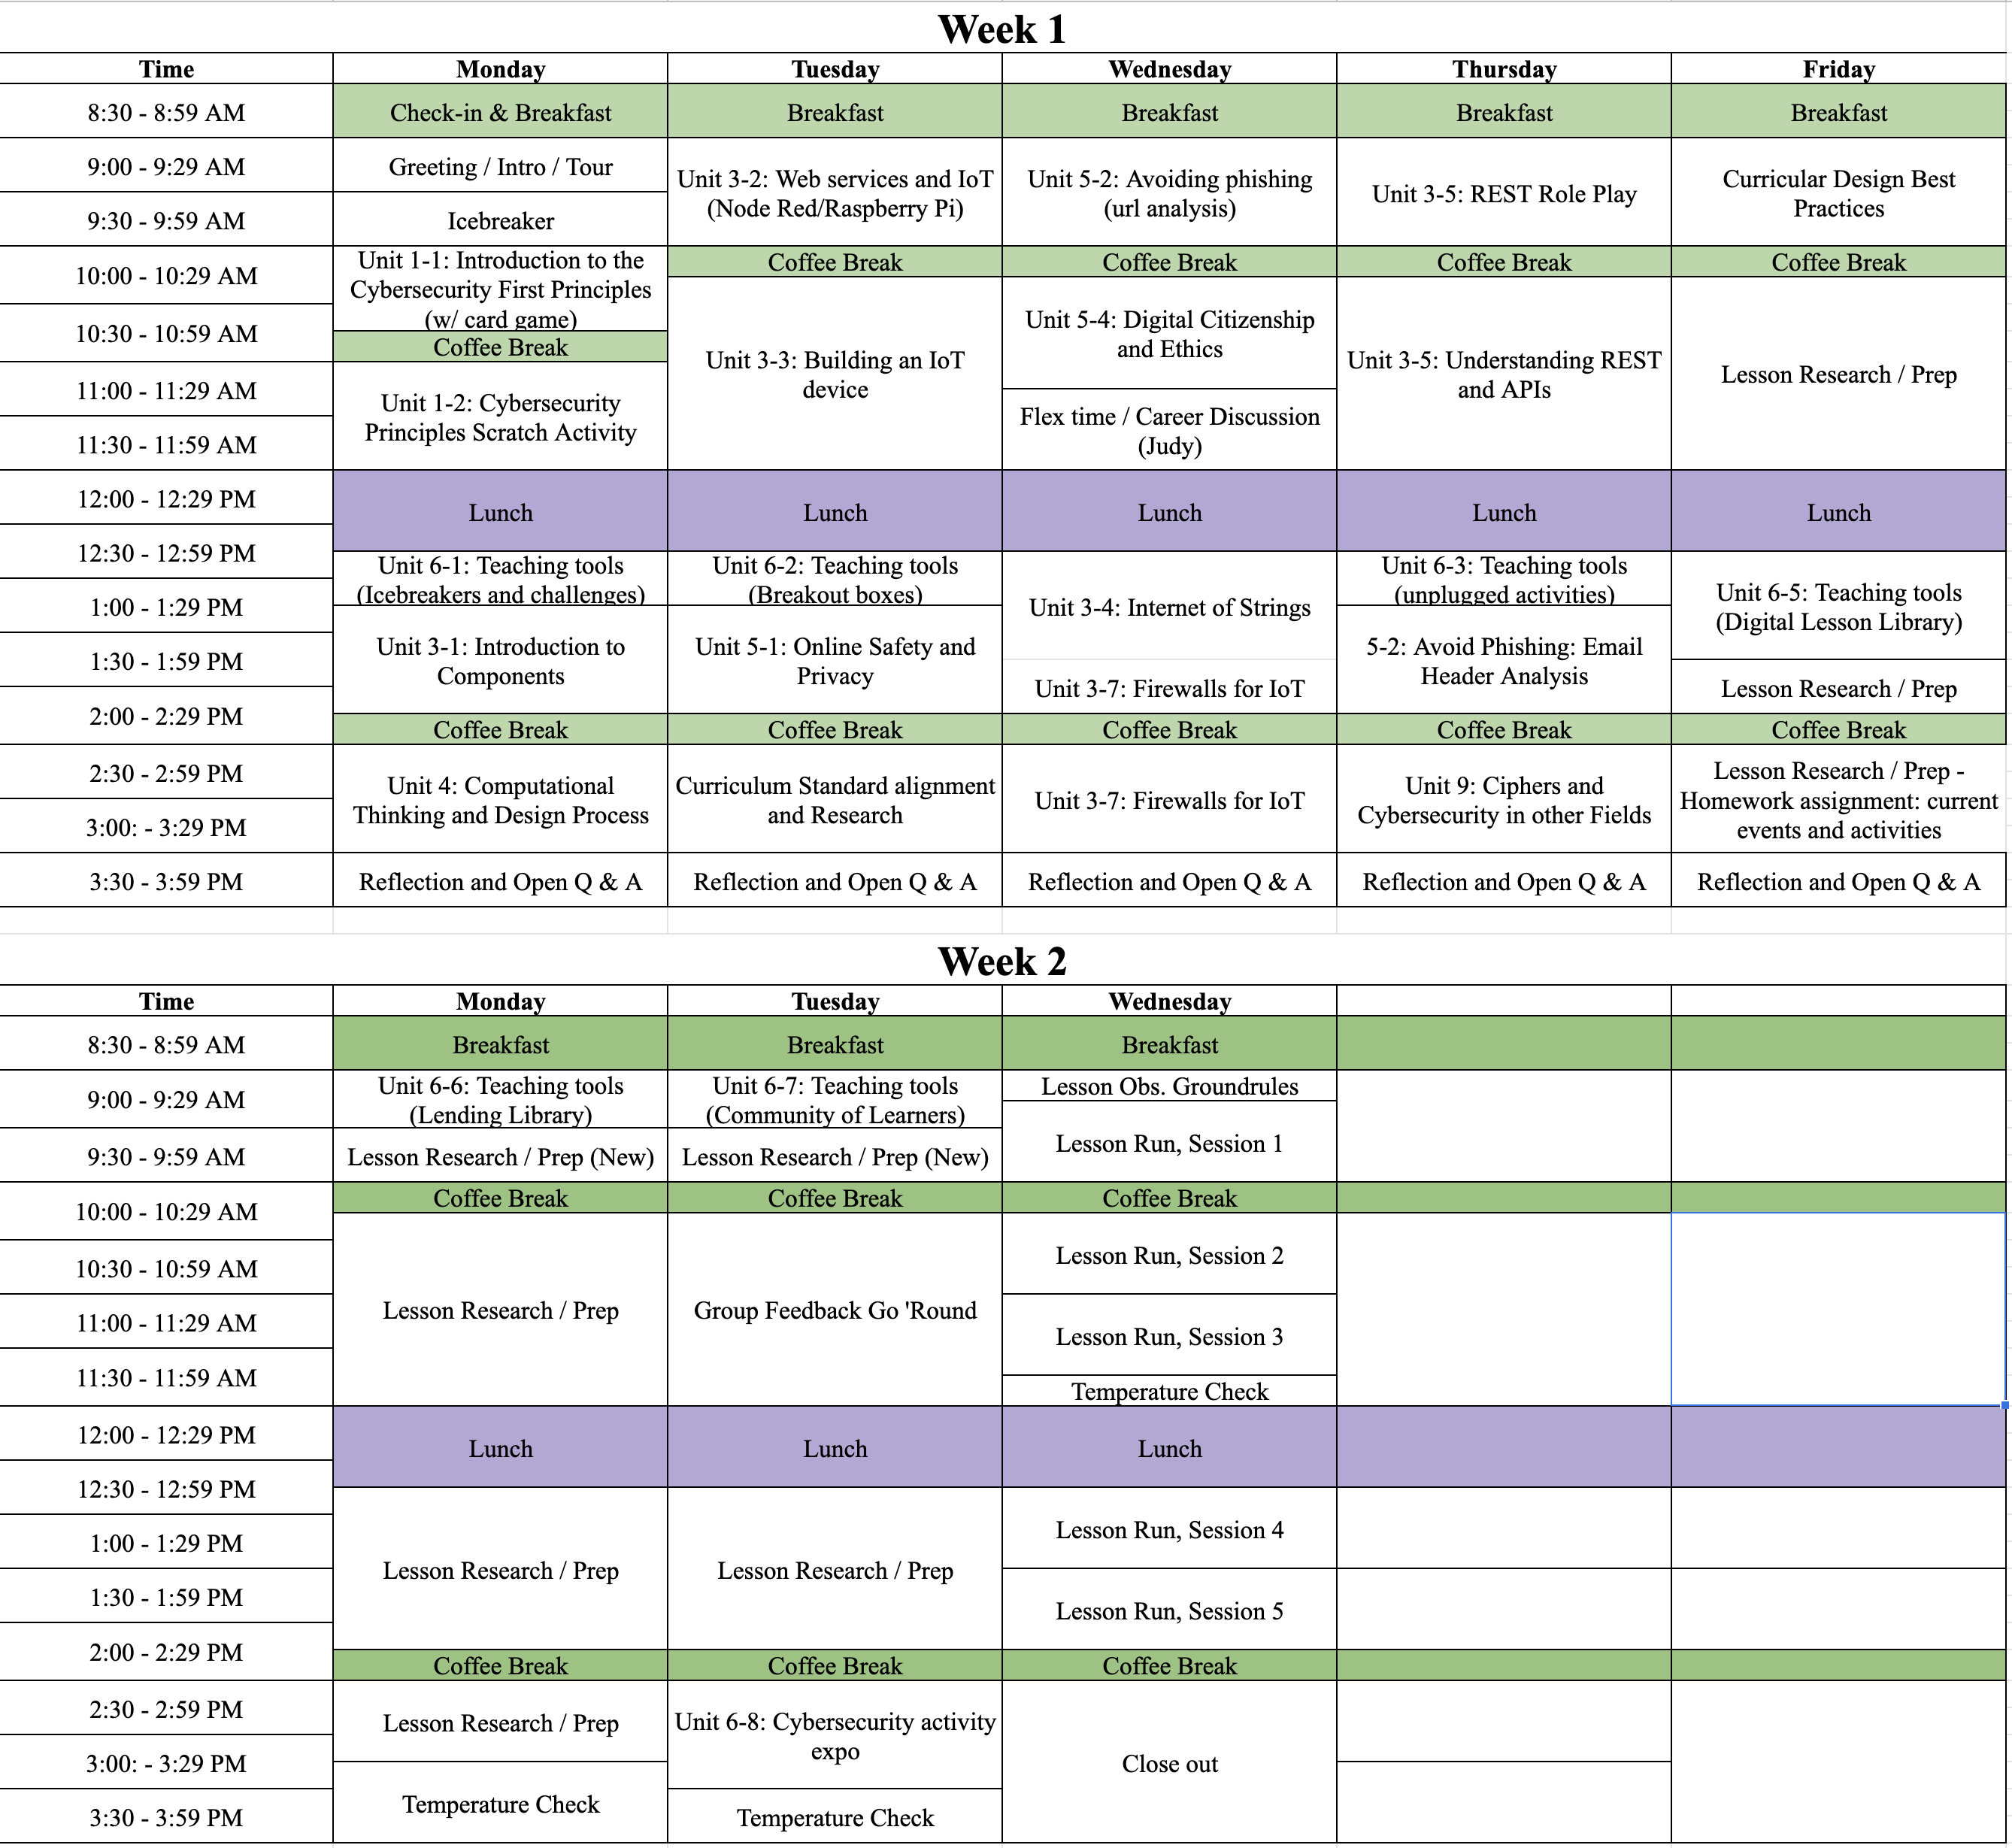 Week 1
Time Monday Tuesday Wednesday Thursday Friday
8:30 - 8:59 AM
Check-in & Breakfast
Breakfast
Breakfast
Breakfast
Breakfast
9:00 - 9:29 AM
Greeting / Intro / Tour
Unit 3-2: Web services and IoT
(Node Red/Raspberry Pi)
Unit 5-2: Avoiding phishing
(url analysis)
Unit 3-5: REST Role Play
Curricular Design Best
Practices
9:30 - 9:59 AM
Icebreaker
10:00 - 10:29 AM
Unit 1-1: Introduction to the
Cybersecurity First Principles
(w/ card game)
Coffee Break
Coffee Break
Coffee Break
Coffee Break
10:30 - 10:59 AM
Coffee Break
Unit 3-3: Building an IoT
device
Unit 5-4: Digital Citizenship
and Ethics
Unit 3-5: Understanding REST
and APIs
Lesson Research / Prep
11:00 - 11:29 AM
Unit 1-2: Cybersecurity
Principles Scratch Activity
Flex time / Career Discussion
(Judy)
11:30 - 11:59 AM
12:00 - 12:29 PM
Lunch
Lunch
Lunch
Lunch
Lunch
12:30 - 12:59 PM
Unit 6-1: Teaching tools
(Icebreakers and challenges)
Unit 6-2: Teaching tools
(Breakout boxes)
Unit 3-4: Internet of Strings
Unit 6-3: Teaching tools
(unplugged activities)
Unit 6-5: Teaching tools
(Digital Lesson Library)
1:00 - 1:29 PM
1:30 - 1:59 PM
Unit 3-1: Introduction to
Components
Unit 5-1: Online Safety and
Privacy
Unit 3-7: Firewalls for IoT
5-2: Avoid Phishing: Email
Header Analysis
Lesson Research / Prep
2:00 - 2:29 PM
Coffee Break
Coffee Break
Coffee Break
Coffee Break
Coffee Break
2:30 - 2:59 PM
Unit 4: Computational
Thinking and Design Process
Curriculum Standard alignment
and Research
Unit 3-7: Firewalls for IoT
Unit 9: Ciphers and
Cybersecurity in other Fields
Lesson Research / Prep -
Homework assignment: current
events and activities
3:00: - 3:29 PM
3:30 - 3:59 PM
Reflection and Open Q & A
Reflection and Open Q & A
Reflection and Open Q & A
Reflection and Open Q & A
Reflection and Open Q & A
Week 2
Time Monday Tuesday Wednesday
8:30 - 8:59 AM
Breakfast
Breakfast
Breakfast
9:00 - 9:29 AM
Unit 6-6: Teaching tools
(Lending Library)
Unit 6-7: Teaching tools
(Community of Learners)
Lesson Obs. Groundrules
9:30 - 9:59 AM
Lesson Research / Prep (New)
Lesson Research / Prep (New)
Lesson Run, Session 1
10:00 - 10:29 AM
Coffee Break
Coffee Break
Coffee Break
10:30 - 10:59 AM
Lesson Research / Prep
Group Feedback Go 'Round
Lesson Run, Session 2
11:00 - 11:29 AM
Lesson Run, Session 3
11:30 - 11:59 AM
Temperature Check
12:00 - 12:29 PM
Lunch
Lunch
Lunch
12:30 - 12:59 PM
1:00 - 1:29 PM
Lesson Research / Prep
Lesson Research / Prep
Lesson Run, Session 4
1:30 - 1:59 PM
Lesson Run, Session 5
2:00 - 2:29 PM
Coffee Break
Coffee Break
Coffee Break
2:30 - 2:59 PM
Lesson Research / Prep
Unit 6-8: Cybersecurity activity
expo
Close out
3:00: - 3:29 PM
3:30 - 3:59 PM
Temperature Check
Temperature Check